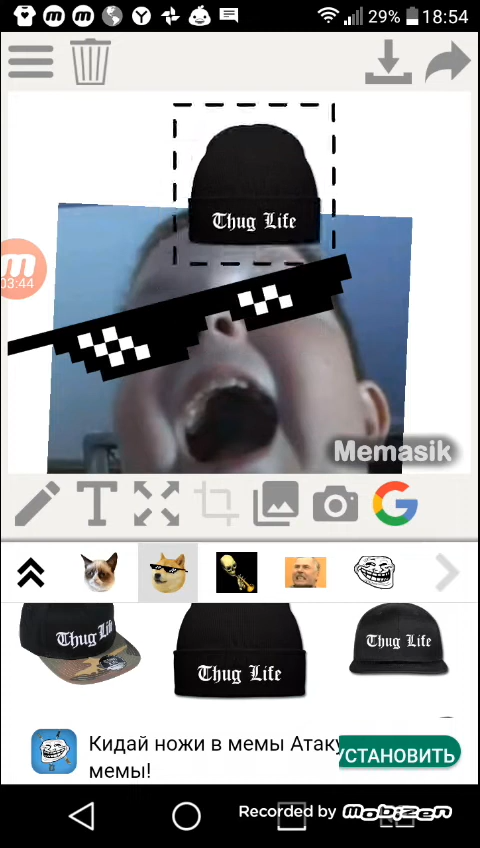 29% 18:54
Thug Life
03:44
Memasik
T
G
Thug Life
Thug Life
Thug Life
Кидай ножи в мемы Атаку
мемы!
УСТАНОВИТЬ
Recorded by mobizen